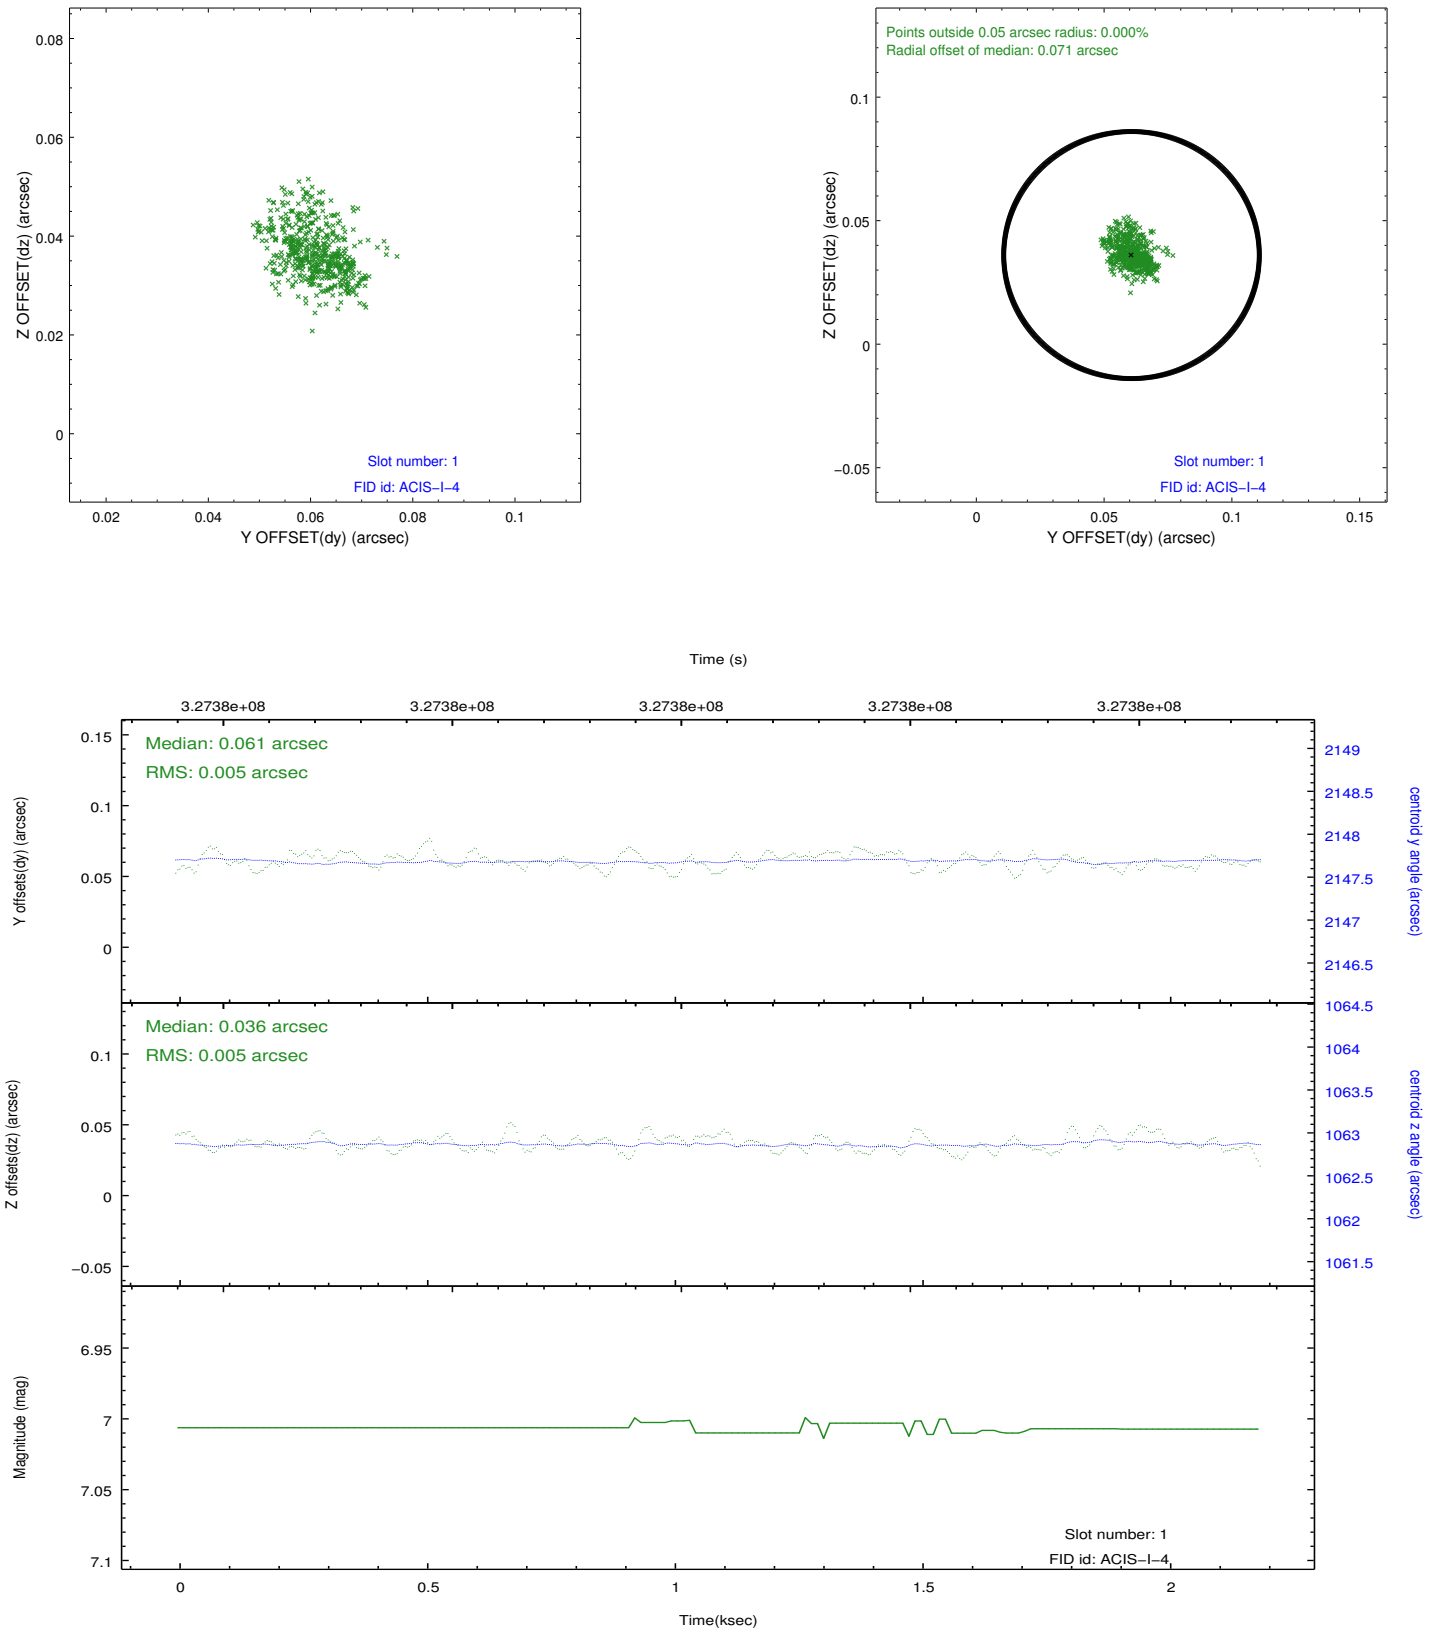 0.08
0.06
0.04
0.02
0
Z OFFSET(dz) (arcsec)
Slot number: 1
FID id: ACIS−I−4
0.02
0.04
0.06
0.08
0.1
Y OFFSET(dy) (arcsec)
Points outside 0.05 arcsec radius: 0.000%
Radial offset of median: 0.071 arcsec
0.1
0.05
0
−0.05
Z OFFSET(dz) (arcsec)
Slot number: 1
FID id: ACIS−I−4
0
0.05
0.1
0.15
Y OFFSET(dy) (arcsec)
Time (s)
3.2738e+08
3.2738e+08
3.2738e+08
3.2738e+08
3.2738e+08
Median: 0.061 arcsec
RMS: 0.005 arcsec
0.15
0.1
0.05
0
Y offsets(dy) (arcsec)
2149
2148.5
2148
2147.5
2147
2146.5
centroid y angle (arcsec)
Median: 0.036 arcsec
RMS: 0.005 arcsec
0.1
0.05
0
−0.05
Z offsets(dz) (arcsec)
1064.5
1064
1063.5
1063
1062.5
1062
1061.5
centroid z angle (arcsec)
6.95
7
7.05
7.1
Magnitude (mag)
Slot number: 1
FID id: ACIS−I−4
0
0.5
1
1.5
2
Time(ksec)